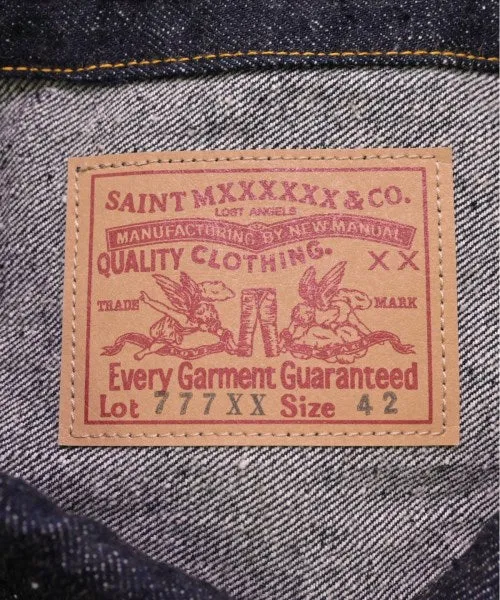 SAINT MXXXXXX & CO.
LOST ANGELS
MANUFACTURING BY NEW MANUAL
QUALITY CLOTHING. XX
TRADE MARK
Every Garment Guaranteed
Lot 777XX Size 42